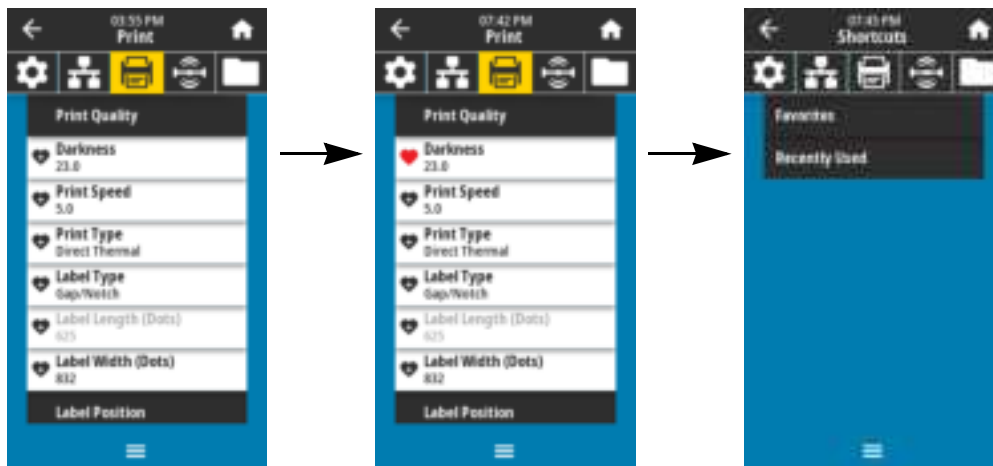 03:55 PM
Print
Print Quality
Darkness
23.0
Print Speed
5.0
Print Type
Direct Thermal
Label Type
Gap/Notch
Label Length (Dots)
625
Label Width (Dots)
832
Label Position
07:42 PM
Print
Print Quality
Darkness
23.0
Print Speed
5.0
Print Type
Direct Thermal
Label Type
Gap/Notch
Label Length (Dots)
625
Label Width (Dots)
832
Label Position
07:43 PM
Shortcuts
Favorites
Recently Used